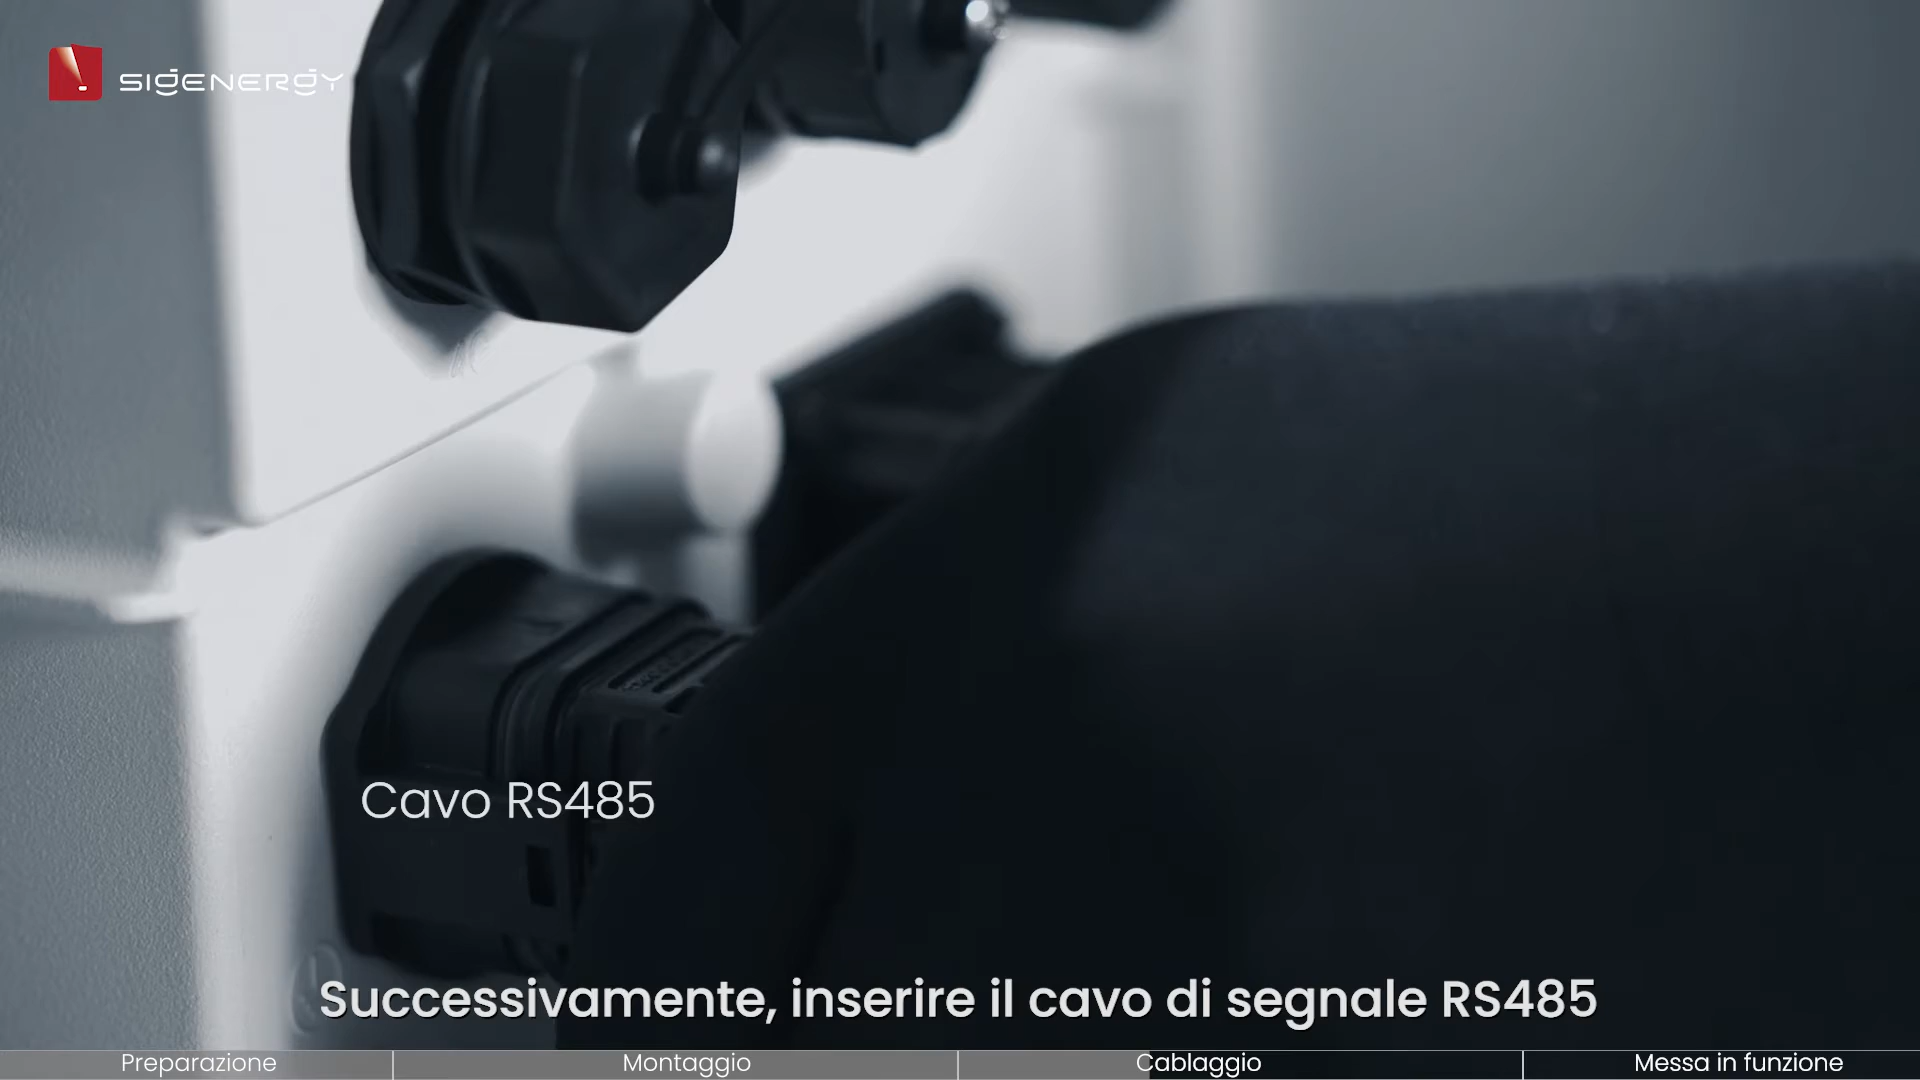 SIGENERGY
Cavo RS485
Successivamente, inserire il cavo di segnale RS485
Preparazione
Montaggio
Cablaggio
Messa in funzione